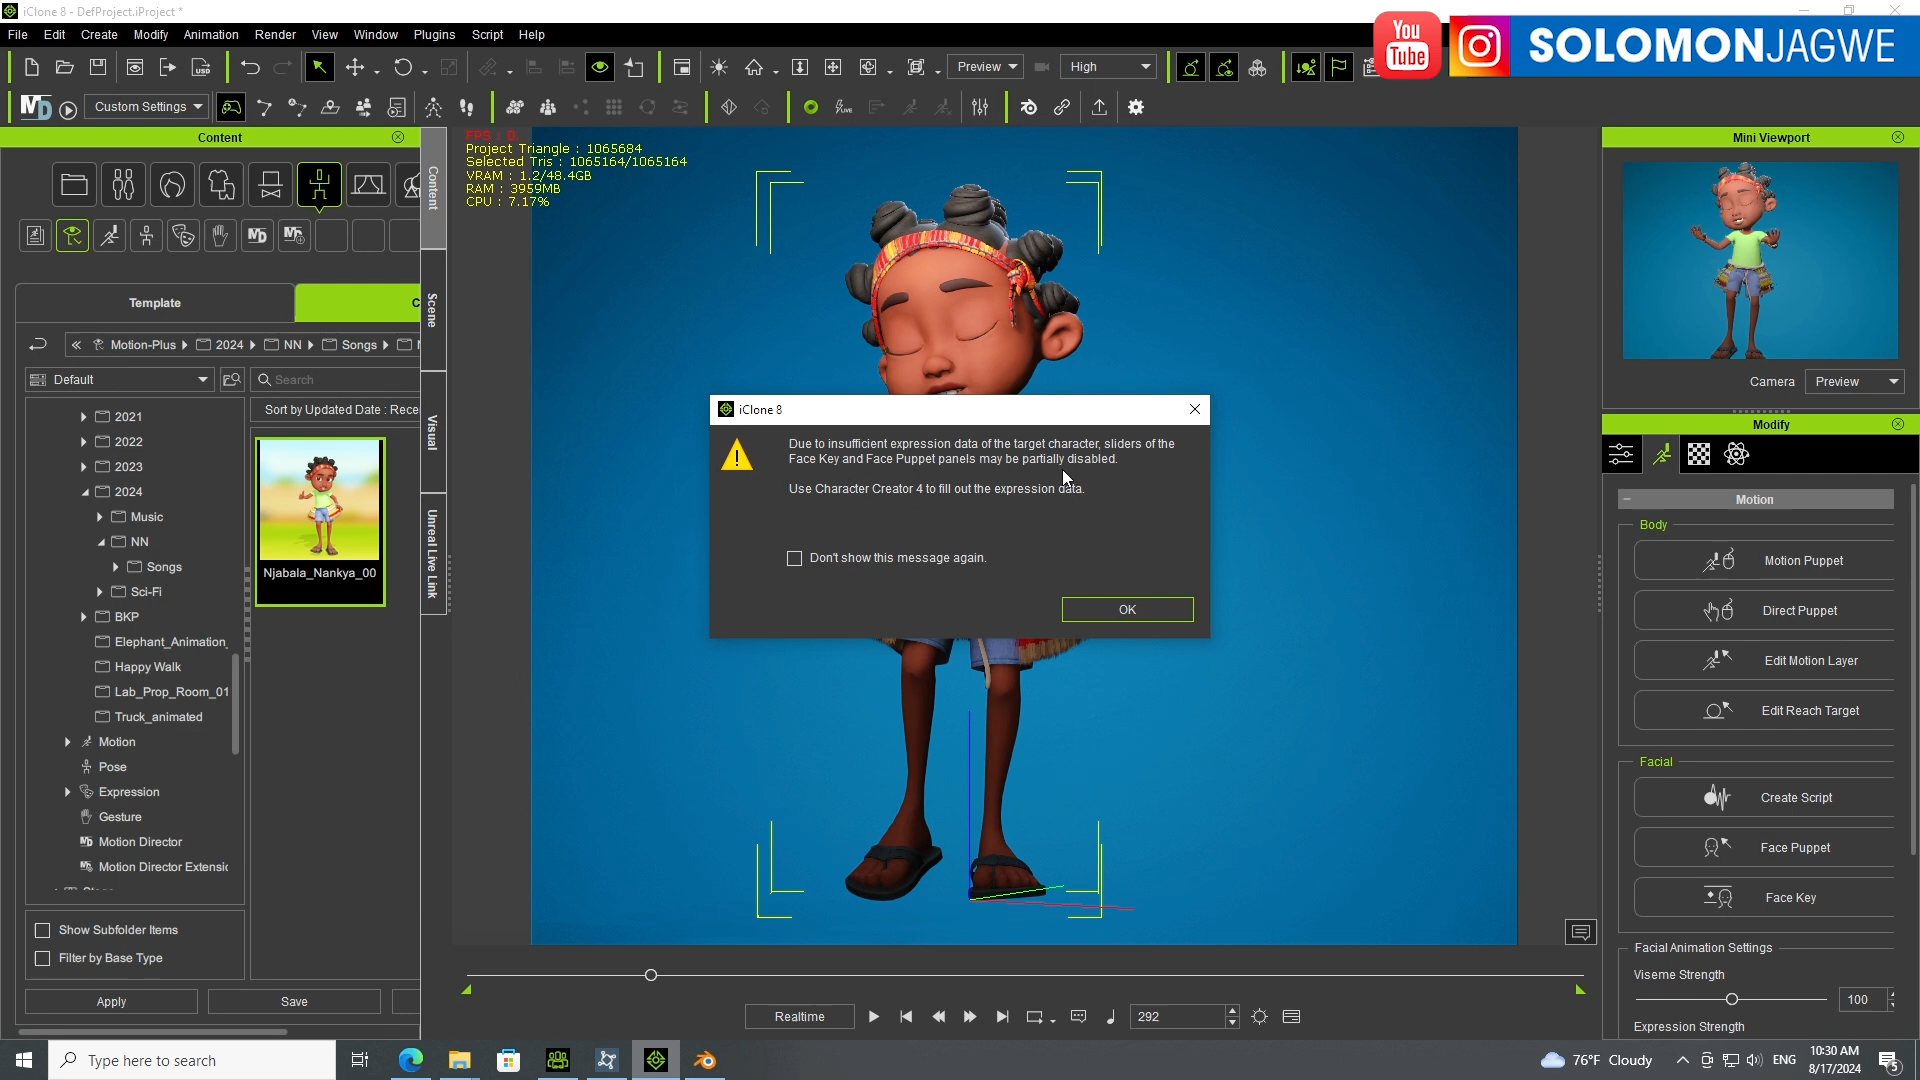 iClone 8 - DefProject.iProject *
File Edit Create Modify Animation Render View Window Plugins Script Help
You
Tube
SOLOMONJAGWE
Preview
High
Custom Settings
Content
FPS : 0
Project Triangle : 1065684
Selected Tris : 1065164/1065164
VRAM : 1.2/48.4GB
RAM : 3959MB
CPU : 7.17%
Template
Motion-Plus 2024 NN Songs
Default
Search
Sort by Updated Date : Rece
2021
2022
2023
2024
Music
NN
Songs
Sci-Fi
BKP
Elephant_Animation_
Happy Walk
Lab_Prop_Room_01
Truck_animated
Motion
Pose
Expression
Gesture
Motion Director
Motion Director Extensic
Njabala_Nankya_00
Show Subfolder Items
Filter by Base Type
Apply
Save
Content
Scene
Visual
Unreal Live Link
iClone 8
Due to insufficient expression data of the target character, sliders of the
Face Key and Face Puppet panels may be partially disabled.
Use Character Creator 4 to fill out the expression data.
Don't show this message again.
OK
Realtime
292
Mini Viewport
Camera
Preview
Modify
Motion
Body
Motion Puppet
Direct Puppet
Edit Motion Layer
Edit Reach Target
Facial
Create Script
Face Puppet
Face Key
Facial Animation Settings
Viseme Strength
100
Expression Strength
Type here to search
76°F Cloudy
ENG
10:30 AM
8/17/2024
5